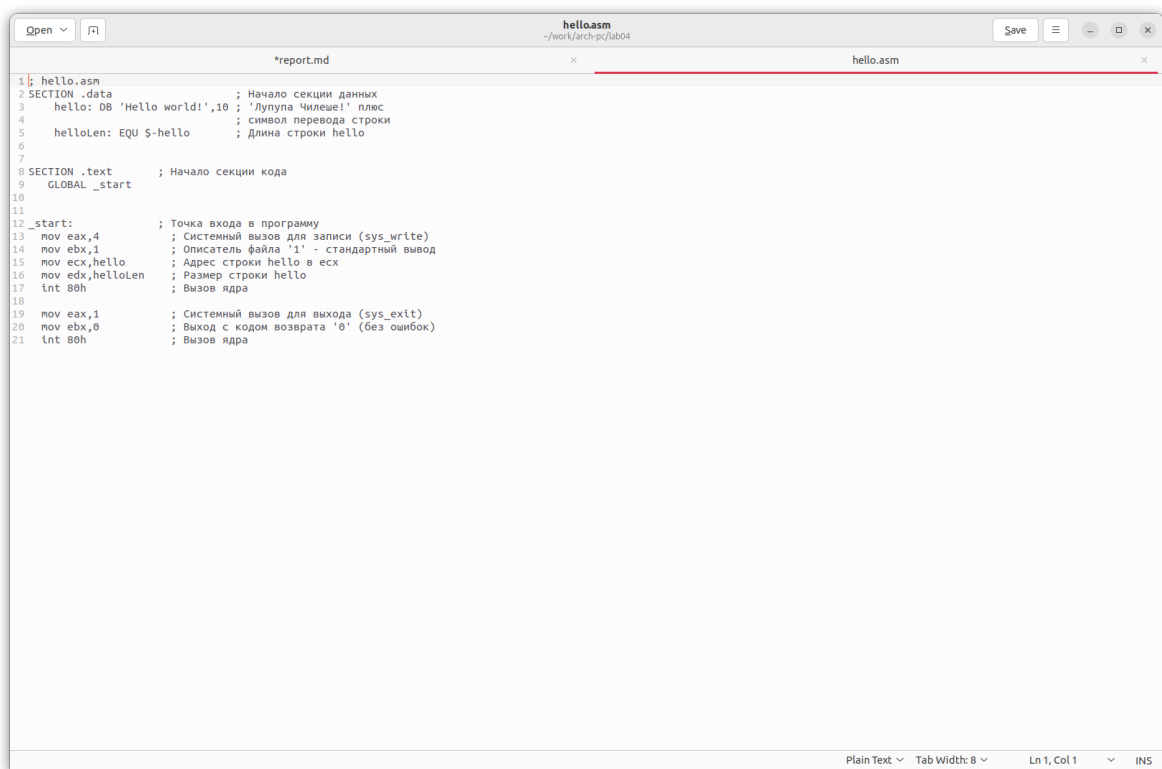 Open
hello.asm
~/work/arch-pc/lab04
Save
*report.md
hello.asm
1 ; hello.asm
2 SECTION .data ; Начало секции данных
3 hello: DB 'Hello world!',10 ; 'Лупупа Чилеше!' плюс
4 ; символ перевода строки
5 helloLen: EQU $-hello ; Длина строки hello
6
7
8 SECTION .text ; Начало секции кода
9 GLOBAL _start
10
11
12 _start: ; Точка входа в программу
13 mov eax,4 ; Системный вызов для записи (sys_write)
14 mov ebx,1 ; Описатель файла '1' - стандартный вывод
15 mov ecx,hello ; Адрес строки hello в ecx
16 mov edx,helloLen ; Размер строки hello
17 int 80h ; Вызов ядра
18
19 mov eax,1 ; Системный вызов для выхода (sys_exit)
20 mov ebx,0 ; Выход с кодом возврата '0' (без ошибок)
21 int 80h ; Вызов ядра
Plain Text Tab Width: 8 Ln 1, Col 1 INS